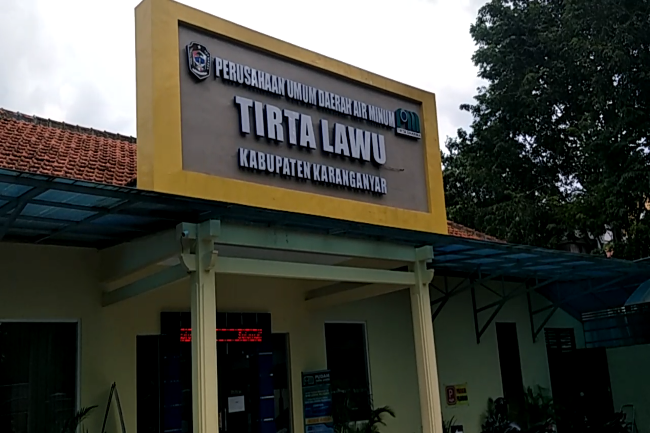 PERUSAHAAN UMUM DAERAH AIR MINUM
TIRTA LAWU
KABUPATEN KARANGANYAR